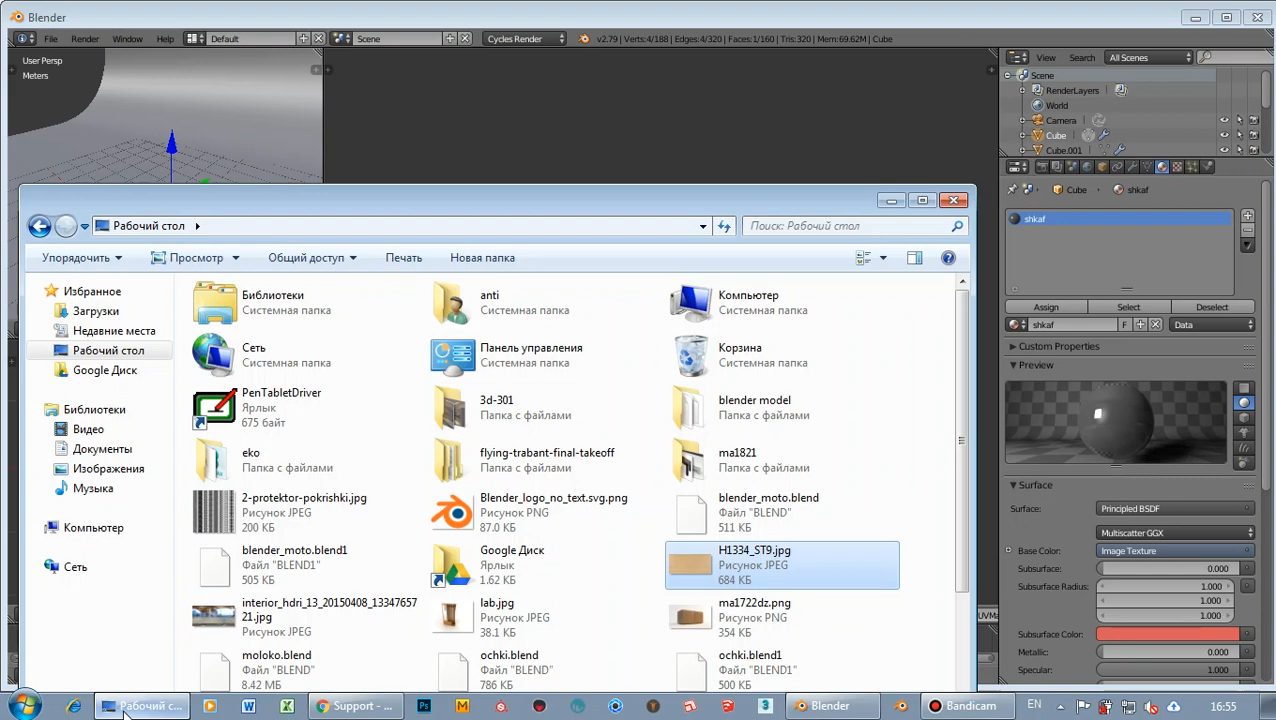 Blender
File Render Window Help Default Scene Cycles Render v2.79 | Verts:4/188 | Edges:4/320 | Faces:1/160 | Tris:320 | Mem:69.62M | Cube
View Search All Scenes
User Persp
Meters
Scene
RenderLayers
World
Camera
Cube
Cube.001
Cube shkaf
shkaf
Assign Select Deselect
shkaf F Data
Custom Properties
Preview
Surface
Surface: Principled BSDF
Multiscatter GGX
Base Color: Image Texture
Subsurface: 0.000
Subsurface Radius: 1.000
1.000
1.000
Subsurface Color:
Metallic: 0.000
Specular: 1.000
Рабочий стол
Поиск: Рабочий стол
Упорядочить Просмотр Общий доступ Печать Новая папка
Избранное
Загрузки
Недавние места
Рабочий стол
Google Диск
Библиотеки
Видео
Документы
Изображения
Музыка
Компьютер
Сеть
Библиотеки
Системная папка
anti
Системная папка
Компьютер
Системная папка
Сеть
Системная папка
Панель управления
Системная папка
Корзина
Системная папка
PenTabletDriver
Ярлык
675 байт
3d-301
Папка с файлами
blender model
Папка с файлами
eko
Папка с файлами
flying-trabant-final-takeoff
Папка с файлами
ma1821
Папка с файлами
2-protektor-pokrishki.jpg
Рисунок JPEG
200 КБ
Blender_logo_no_text.svg.png
Рисунок PNG
87.0 КБ
blender_moto.blend
Файл "BLEND"
511 КБ
blender_moto.blend1
Файл "BLEND1"
505 КБ
Google Диск
Ярлык
1.62 КБ
H1334_ST9.jpg
Рисунок JPEG
684 КБ
interior_hdri_13_20150408_13347657
21.jpg
Рисунок JPEG
lab.jpg
Рисунок JPEG
38.1 КБ
ma1722dz.png
Рисунок PNG
354 КБ
moloko.blend
Файл "BLEND"
8.42 МБ
ochki.blend
Файл "BLEND"
786 КБ
ochki.blend1
Файл "BLEND1"
Рабочий с... Support - ... Blender Bandicam EN 16:55